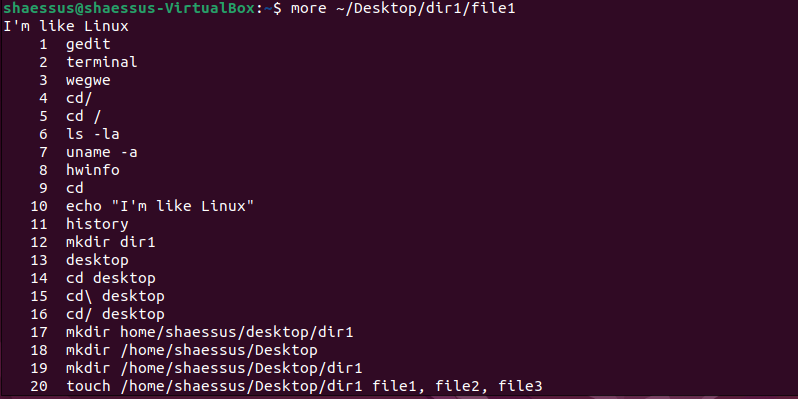 shaessus@shaessus-VirtualBox:~$ more ~/Desktop/dir1/file1
I'm like Linux
    1  gedit
    2  terminal
    3  wegwe
    4  cd/
    5  cd /
    6  ls -la
    7  uname -a
    8  hwinfo
    9  cd
   10  echo "I'm like Linux"
   11  history
   12  mkdir dir1
   13  desktop
   14  cd desktop
   15  cd\ desktop
   16  cd/ desktop
   17  mkdir home/shaessus/desktop/dir1
   18  mkdir /home/shaessus/Desktop
   19  mkdir /home/shaessus/Desktop/dir1
   20  touch /home/shaessus/Desktop/dir1 file1, file2, file3